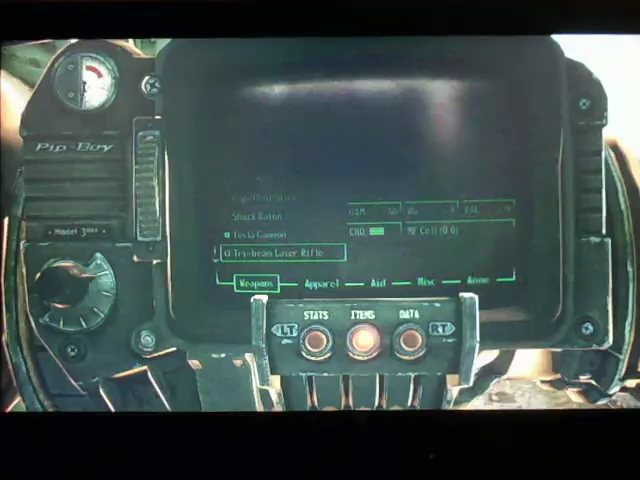 Pip-Boy
Model 3000
Shock Baton
Tesla Cannon
Tri-beam Laser Rifle
DAM
CND
MF Cell (0/0)
Weapons Apparel Aid Misc Ammo
STATS ITEMS DATA
LT RT